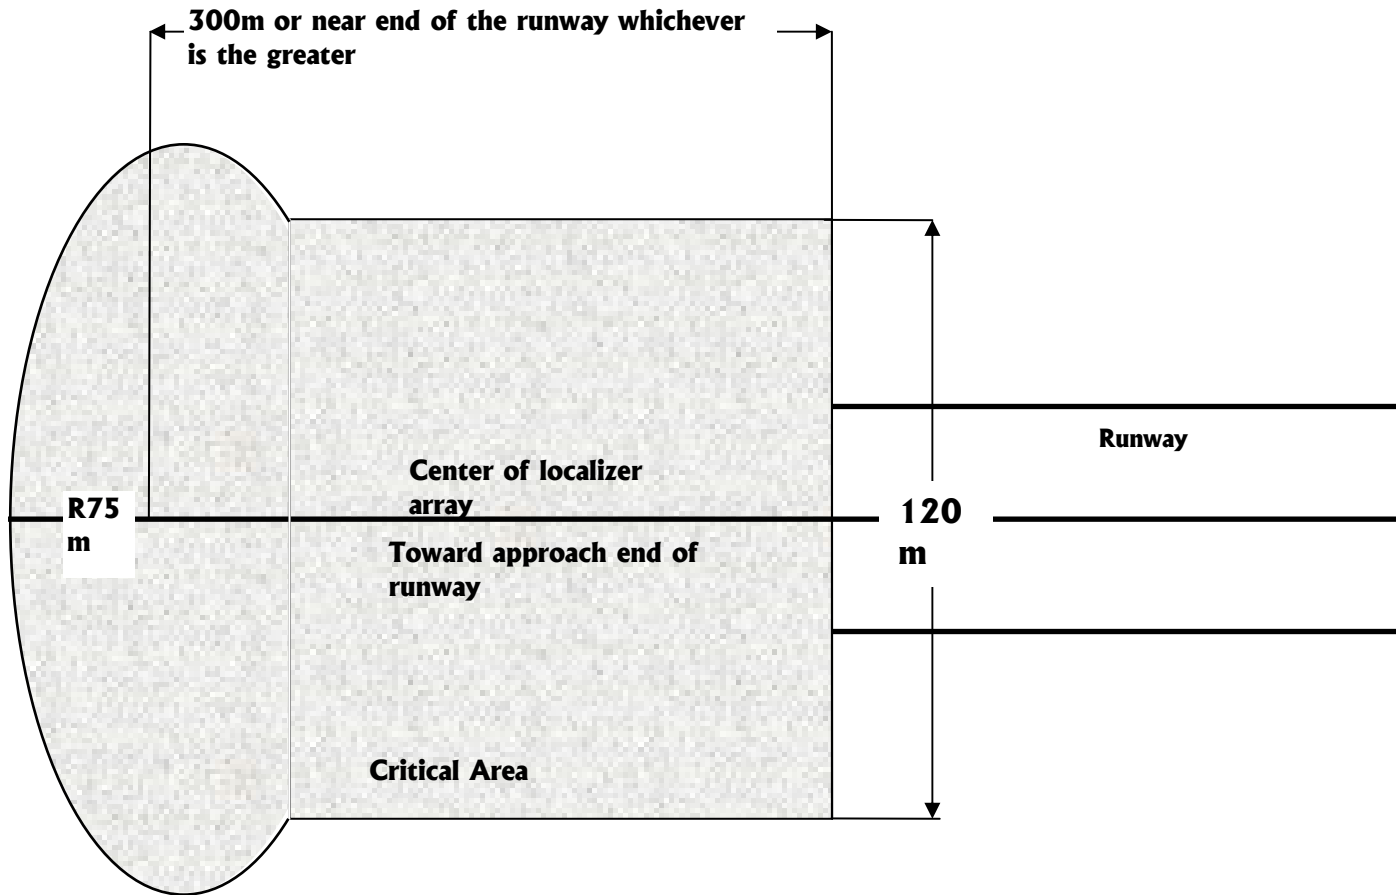 300m or near end of the runway whichever
is the greater
Runway
Center of localizer
array
R75
m
120
m
Toward approach end of
runway
Critical Area